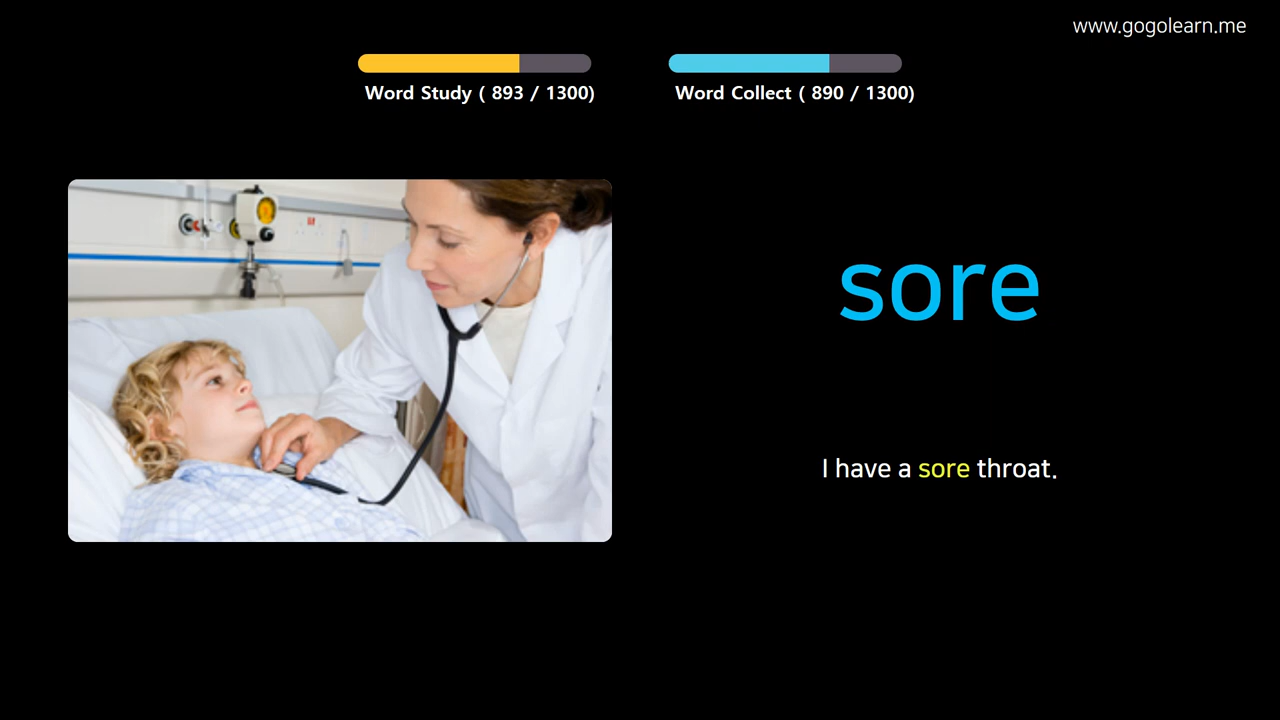 www.gogolearn.me
Word Study ( 893 / 1300)
Word Collect ( 890 / 1300)
sore
I have a sore throat.